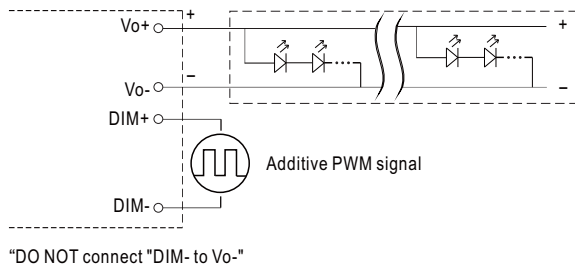 Vo+ + +
Vo- − −
DIM+
Additive PWM signal
DIM-
“DO NOT connect "DIM- to Vo-"